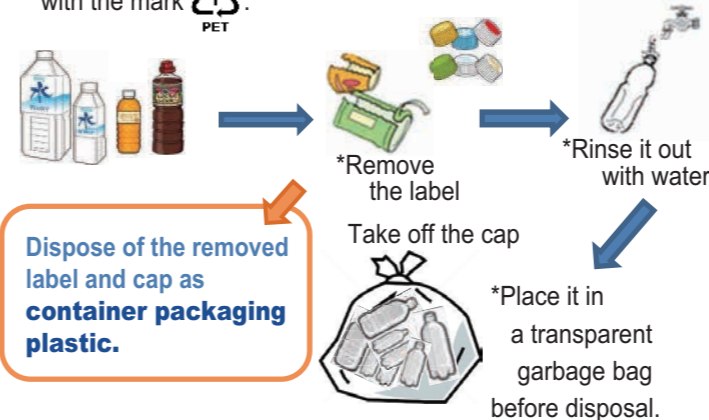 with the mark PET .
*Remove
the label
Take off the cap
*Rinse it out
with water
Dispose of the removed
label and cap as
container packaging
plastic.
*Place it in
a transparent
garbage bag
before disposal.